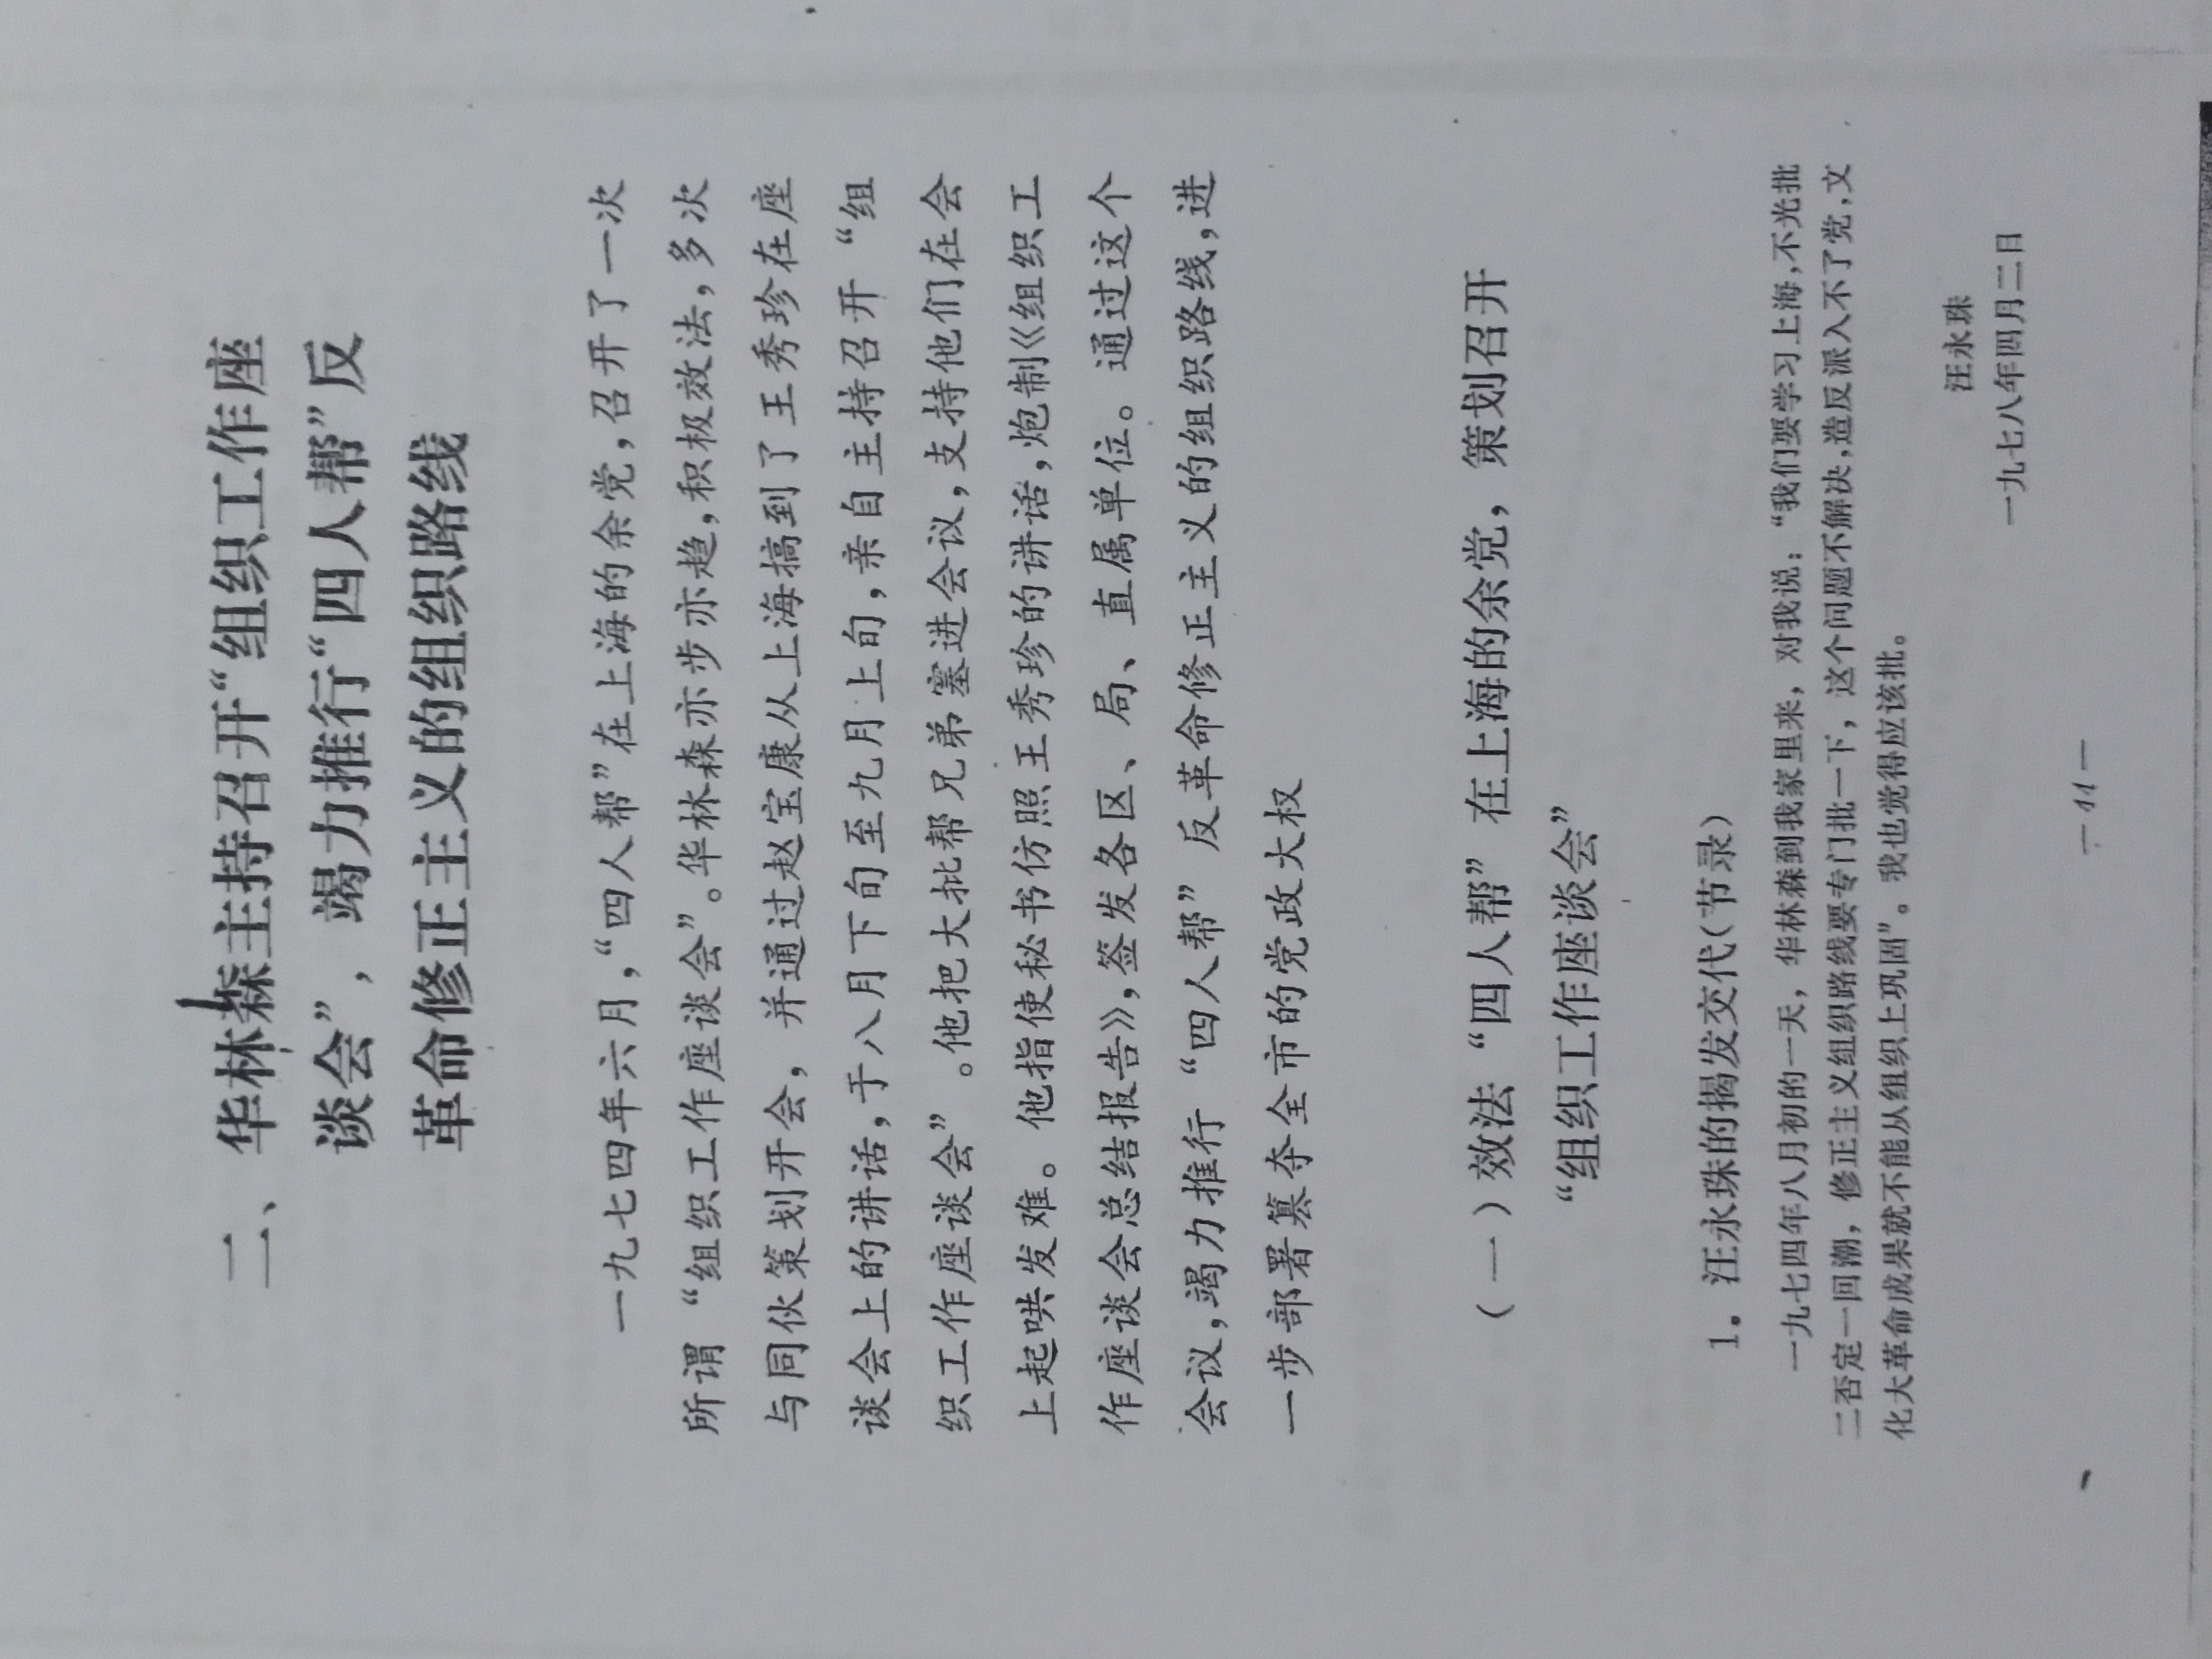 二、华林森主持召开“组织工作座
谈会”，竭力推行“四人帮”反
革命修正主义的组织路线
一九七四年六月，“四人帮”在上海的余党，召开了一次
所谓“组织工作座谈会”。华林森亦步亦趋，积极效法，多次
与同伙策划开会，并通过赵宝康从上海搞到了王秀珍在座
谈会上的讲话，于八月下旬至九月上旬，亲自主持召开“组
织工作座谈会”。他把大批帮兄弟塞进会议，支持他们在会
上起哄发难。他指使秘书仿照王秀珍的讲话，炮制《组织工
作座谈会总结报告》，签发各区、局、直属单位。通过这个
会议，竭力推行“四人帮”反革命修正主义的组织路线，进
一步部署篡夺全市的党政大权
（一）效法“四人帮”在上海的余党，策划召开
“组织工作座谈会”
1。汪永珠的揭发交代（节录）
一九七四年八月初的一天，华林森到我家里来，对我说：“我们要学习上海，不光批
二否定一回潮，修正主义组织路线要专门批一下，这个问题不解决，造反派入不了党，文
化大革命成果就不能从组织上巩固”。我也觉得应该批。
汪永珠
一九七八年四月二日
—11—